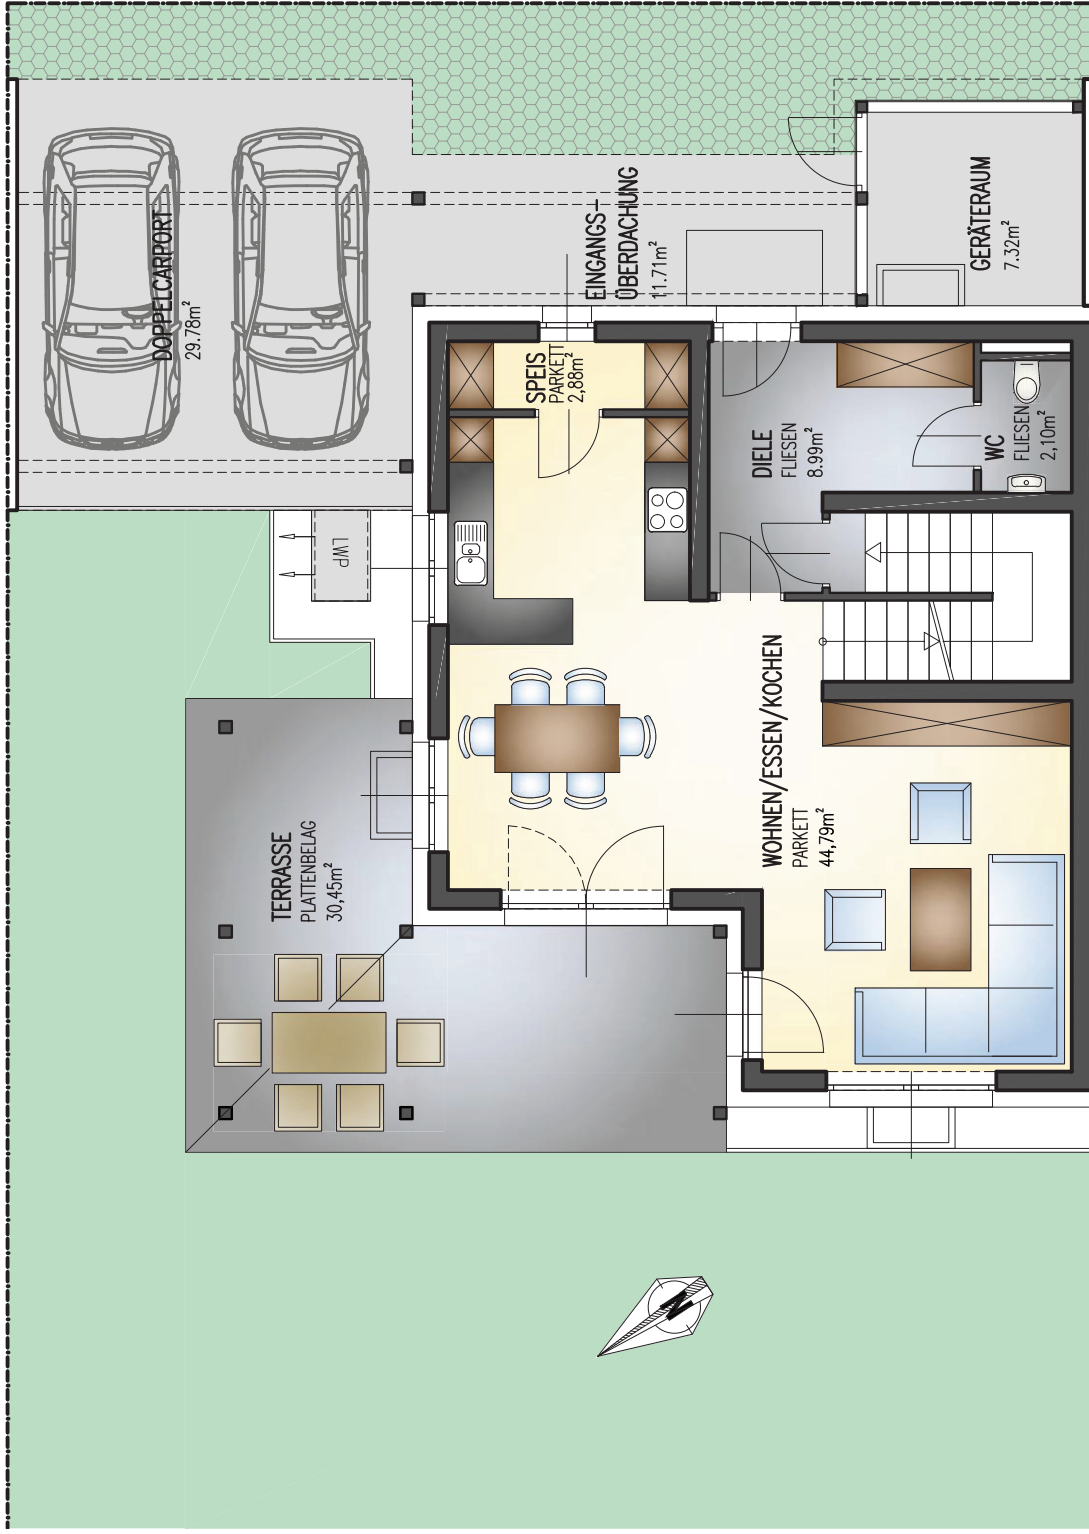 DOPPELCARPORT
29.78m²
EINGANGS-
ÜBERDACHUNG
11.71m²
GERÄTERAUM
7.32m²
SPEIS
PARKETT
2,88m²
DIELE
FLIESEN
8.99m²
WC
FLIESEN
2,10m²
LWP
WOHNEN/ESSEN/KOCHEN
PARKETT
44,79m²
TERRASSE
PLATTENBELAG
30,45m²
N